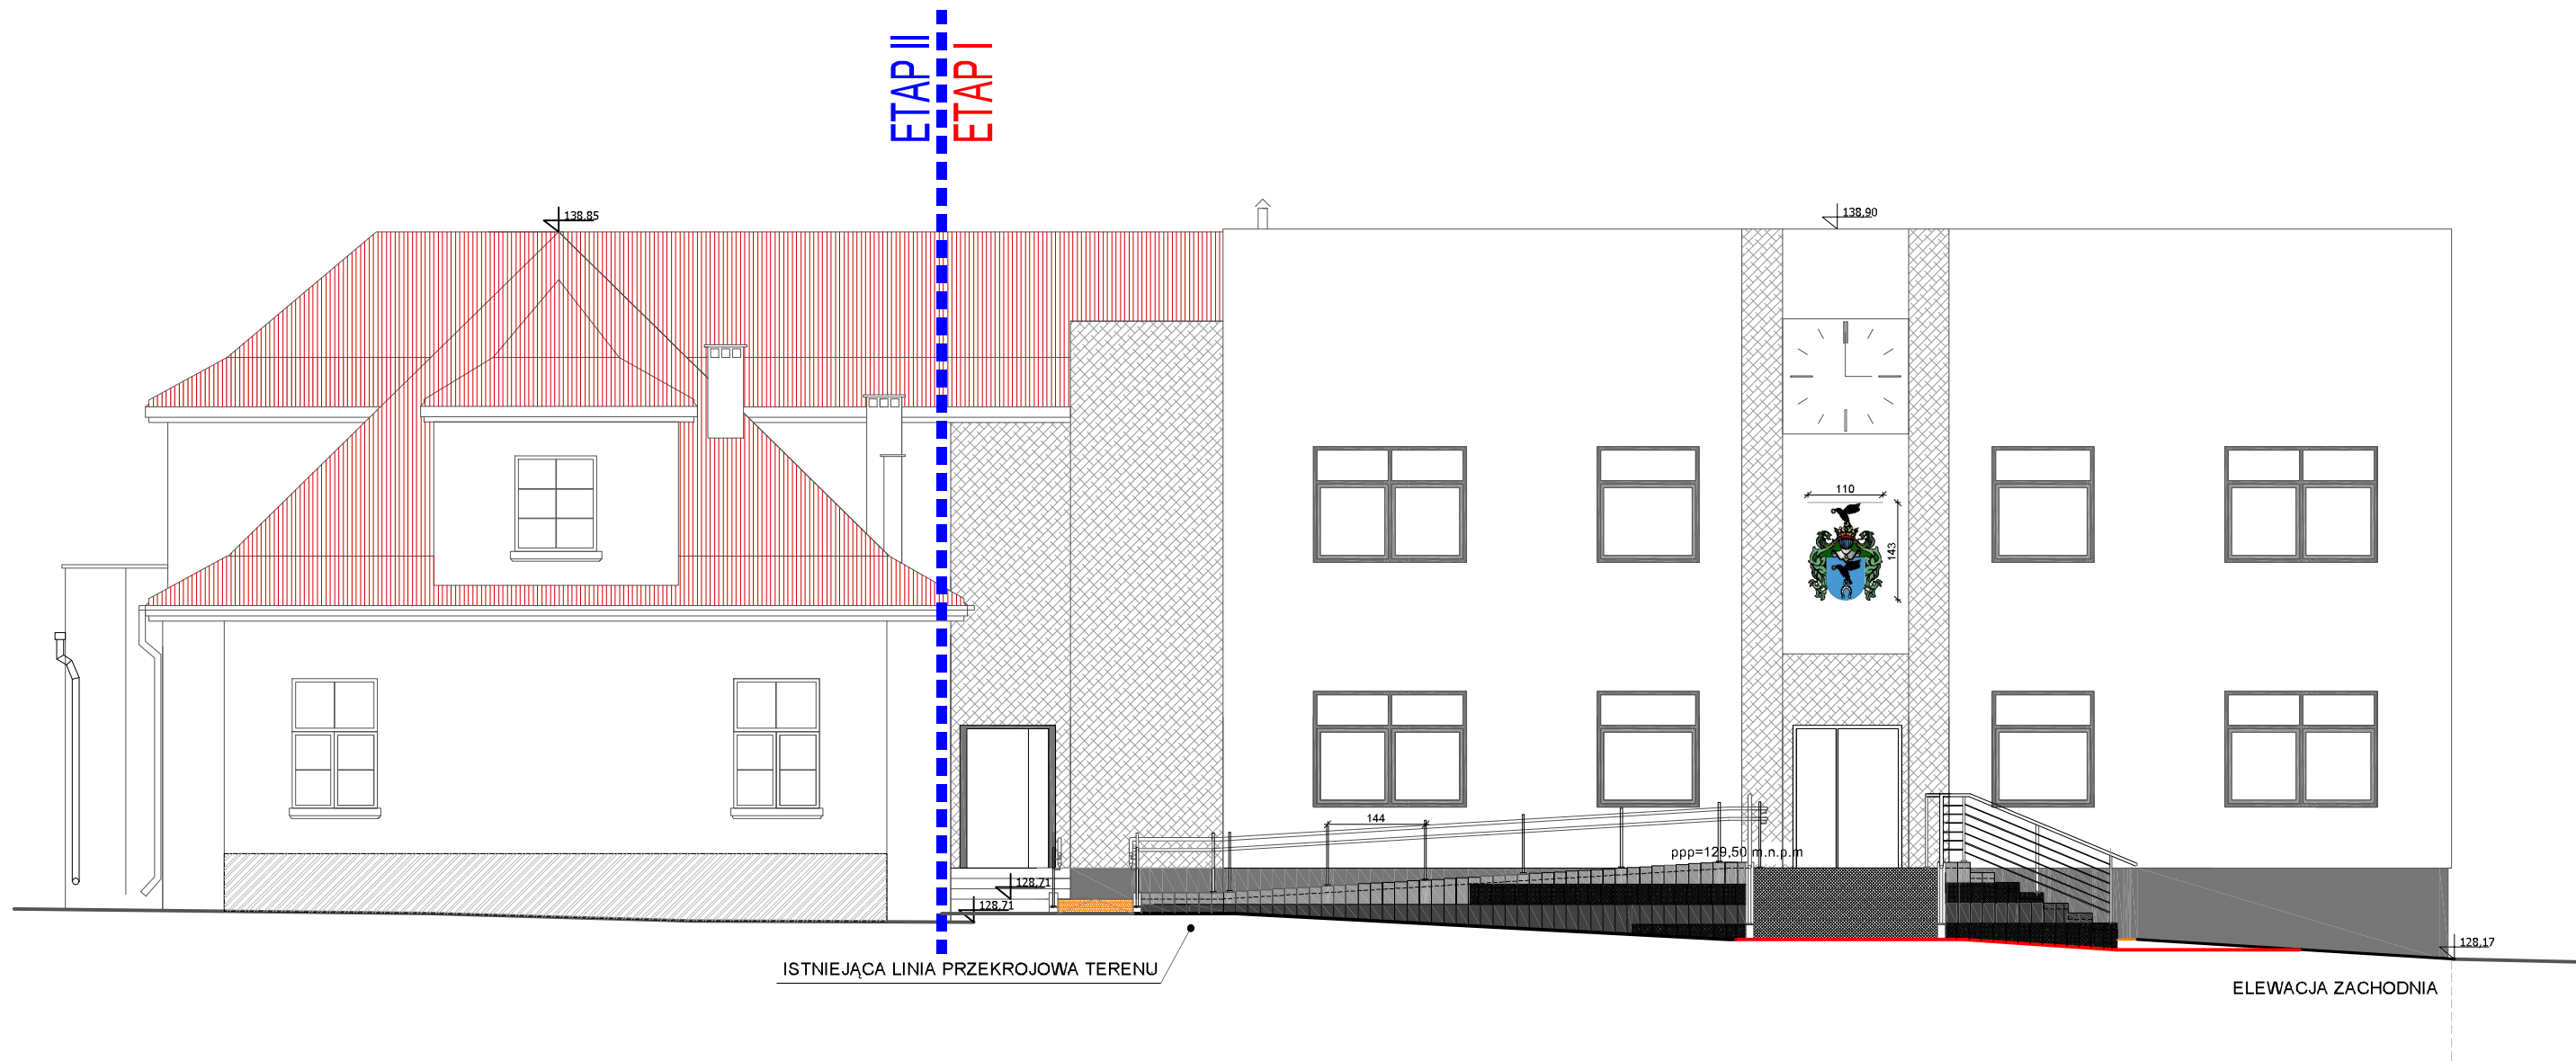 ETAP II
ETAP I
138,85
138,90
110
143
144
ppp=129,50 m.n.p.m
128,71
128,71
128,17
ISTNIEJĄCA LINIA PRZEKROJOWA TERENU
ELEWACJA ZACHODNIA